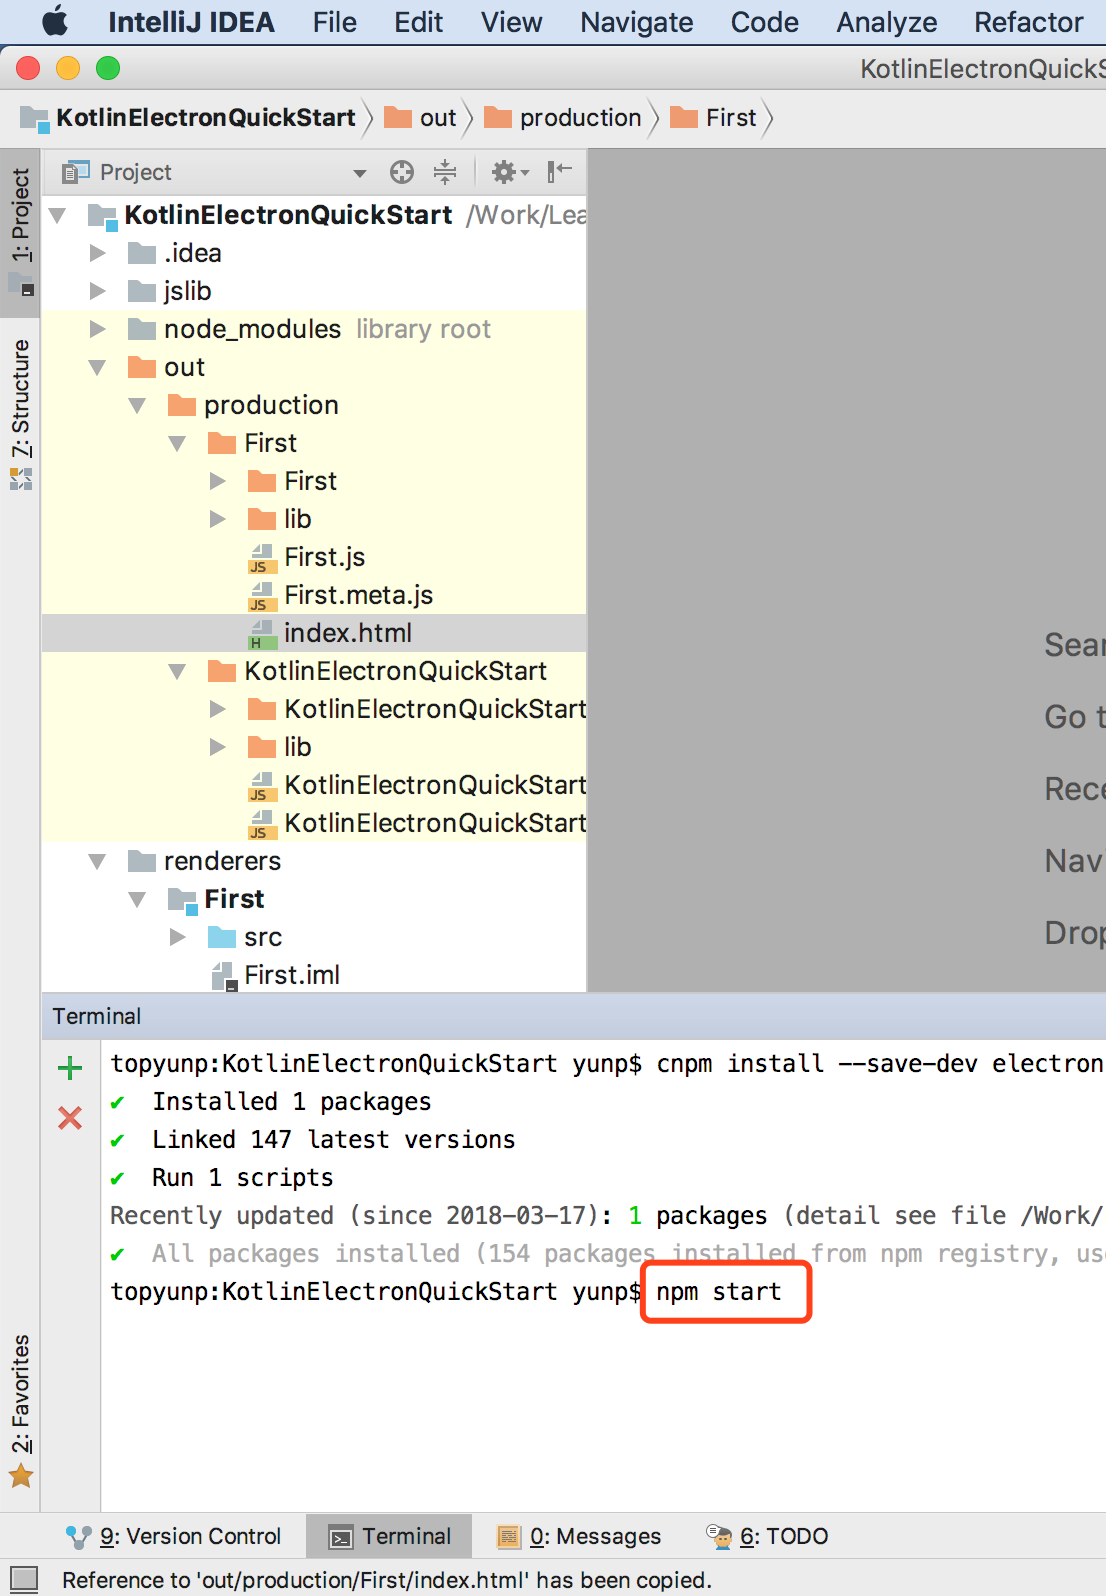 IntelliJ IDEA File Edit View Navigate Code Analyze Refactor
KotlinElectronQuickS
KotlinElectronQuickStart out production First
1: Project
7: Structure
2: Favorites
Project
KotlinElectronQuickStart /Work/Lea
.idea
jslib
node_modules library root
out
production
First
First
lib
First.js
First.meta.js
index.html
KotlinElectronQuickStart
KotlinElectronQuickStart
lib
KotlinElectronQuickStart
KotlinElectronQuickStart
renderers
First
src
First.iml
Sear
Go t
Rece
Nav
Drop
Terminal
topyunp:KotlinElectronQuickStart yunp$ cnpm install --save-dev electron
✔ Installed 1 packages
✔ Linked 147 latest versions
✔ Run 1 scripts
Recently updated (since 2018-03-17): 1 packages (detail see file /Work/
✔ All packages installed (154 packages installed from npm registry, use
topyunp:KotlinElectronQuickStart yunp$ npm start
9: Version Control Terminal 0: Messages 6: TODO
Reference to 'out/production/First/index.html' has been copied.